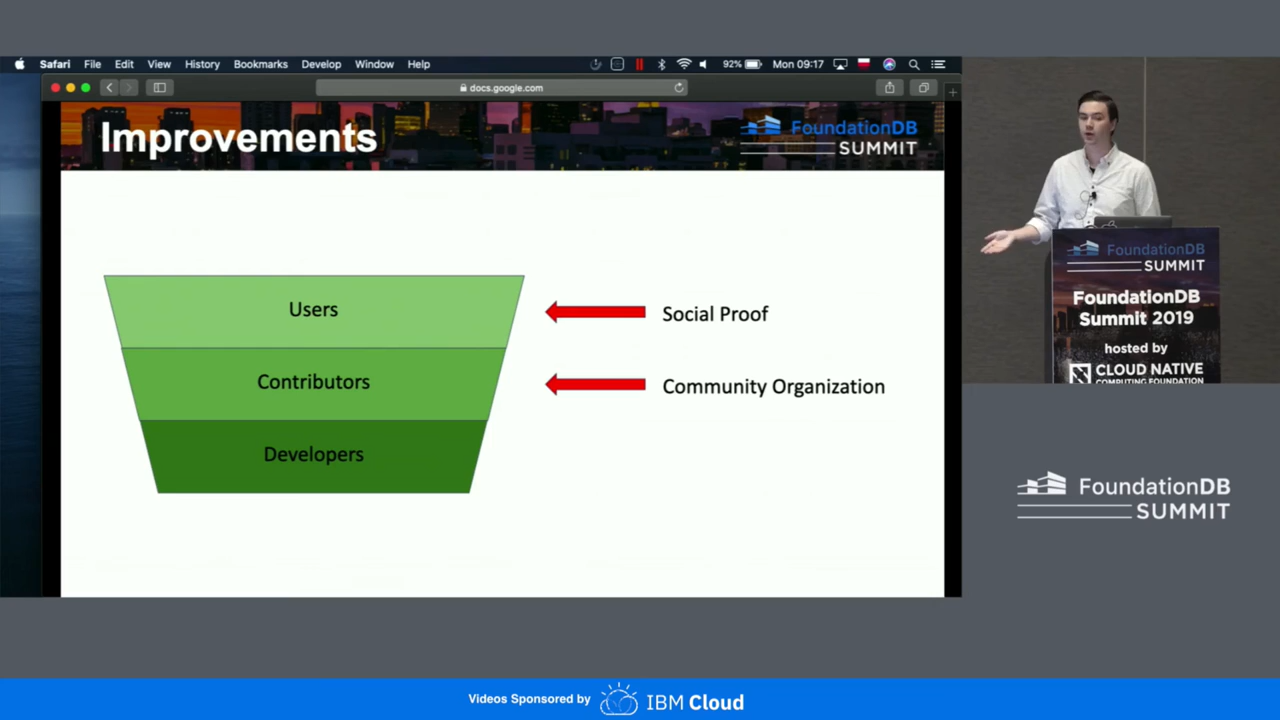 Safari File Edit View History Bookmarks Develop Window Help 92% Mon 09:17
docs.google.com
Improvements
FoundationDB
SUMMIT
Users
Social Proof
Contributors
Community Organization
Developers
FoundationDB
SUMMIT
FoundationDB
Summit 2019
hosted by
CLOUD NATIVE
COMPUTING FOUNDATION
FoundationDB
SUMMIT
Videos Sponsored by IBM Cloud